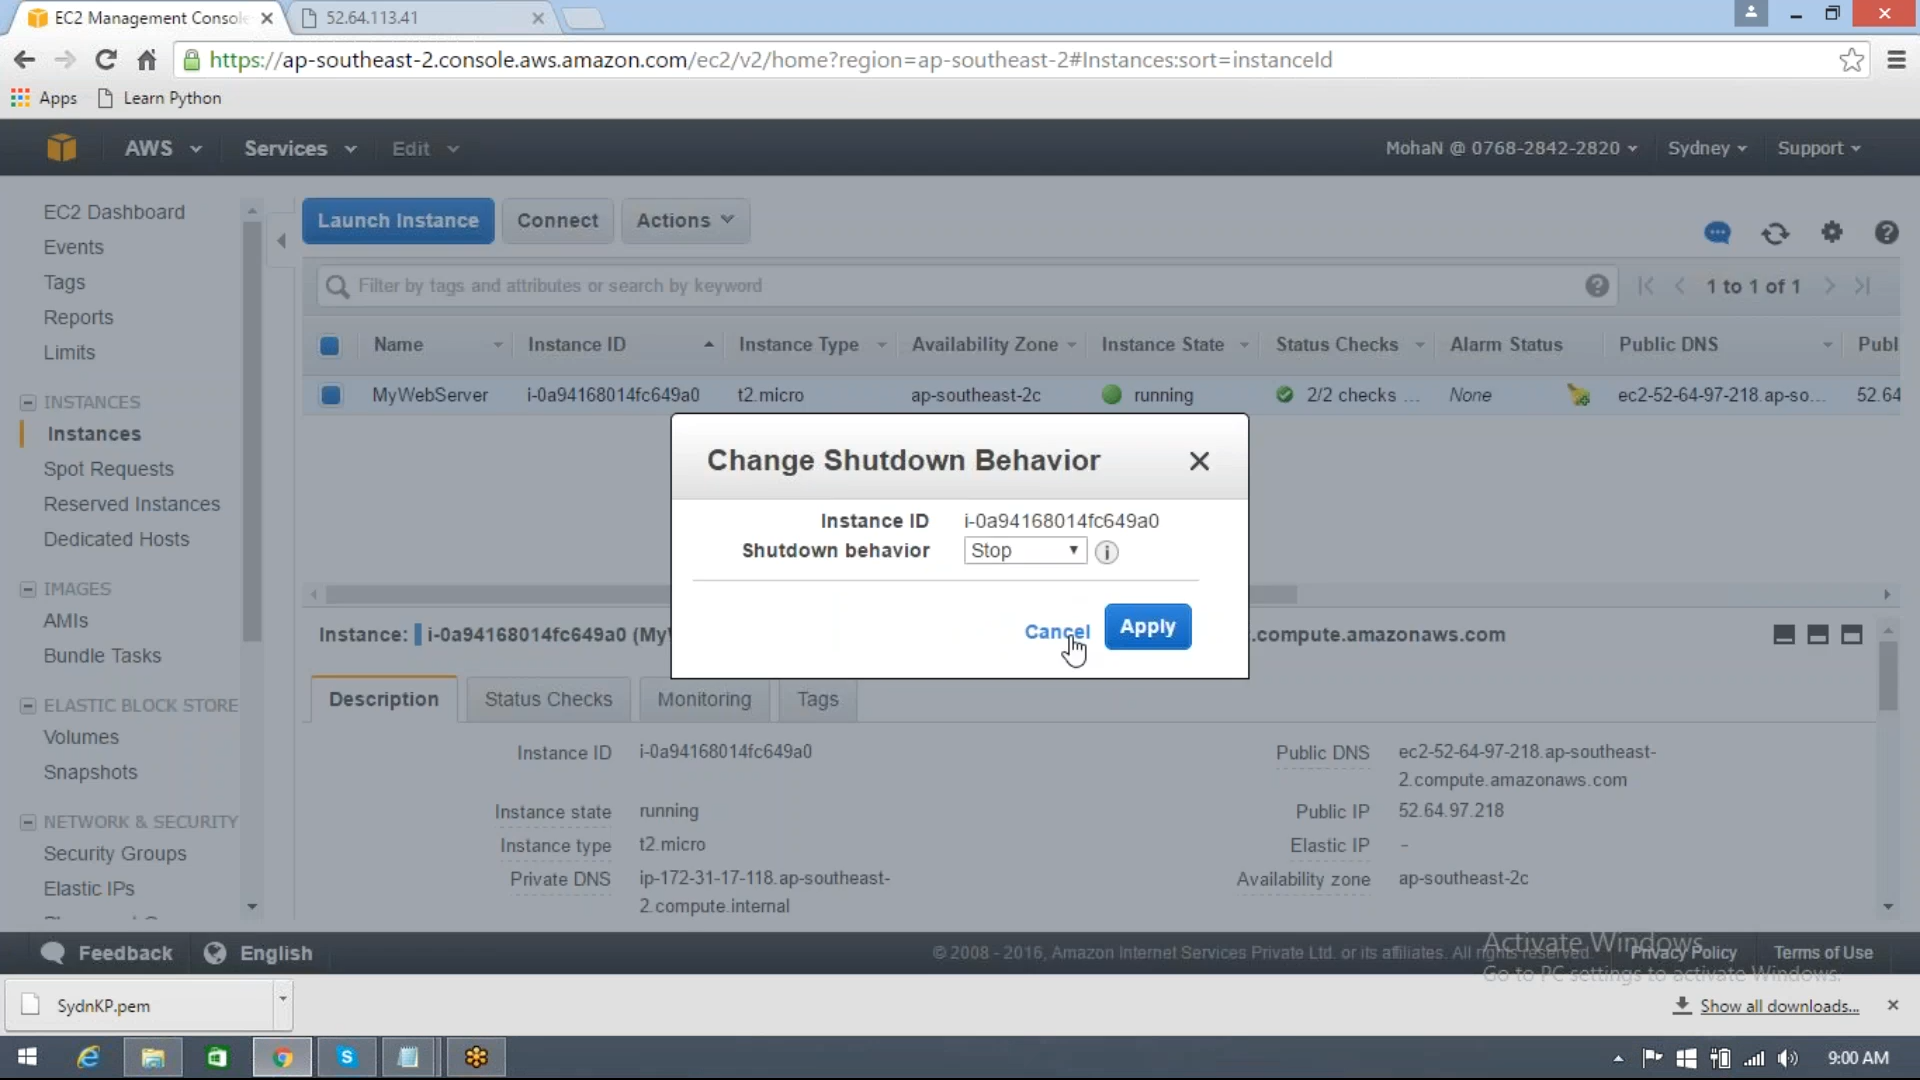 EC2 Management Console
52.64.113.41
https://ap-southeast-2.console.aws.amazon.com/ec2/v2/home?region=ap-southeast-2#Instances:sort=instanceId
Apps Learn Python
AWS Services Edit MohaN @ 0768-2842-2820 Sydney Support
EC2 Dashboard
Events
Tags
Reports
Limits
INSTANCES
Instances
Spot Requests
Reserved Instances
Dedicated Hosts
IMAGES
AMIs
Bundle Tasks
ELASTIC BLOCK STORE
Volumes
Snapshots
NETWORK & SECURITY
Security Groups
Elastic IPs
Launch Instance Connect Actions
Filter by tags and attributes or search by keyword 1 to 1 of 1
Name Instance ID Instance Type Availability Zone Instance State Status Checks Alarm Status Public DNS Publ
MyWebServer i-0a94168014fc649a0 t2.micro ap-southeast-2c running 2/2 checks ... None ec2-52-64-97-218.ap-so... 52.64
Change Shutdown Behavior
Instance ID i-0a94168014fc649a0
Shutdown behavior Stop
Cancel Apply
Instance: i-0a94168014fc649a0 (My .compute.amazonaws.com
Description Status Checks Monitoring Tags
Instance ID i-0a94168014fc649a0
Instance state running
Instance type t2.micro
Private DNS ip-172-31-17-118.ap-southeast-
2.compute.internal
Public DNS ec2-52-64-97-218.ap-southeast-
2.compute.amazonaws.com
Public IP 52.64.97.218
Elastic IP -
Availability zone ap-southeast-2c
Feedback English © 2008 - 2016, Amazon Internet Services Private Ltd. or its affiliates. All rights reserved. Privacy Policy Terms of Use
Activate Windows
Go to PC settings to activate Windows.
SydnKP.pem Show all downloads...
9:00 AM